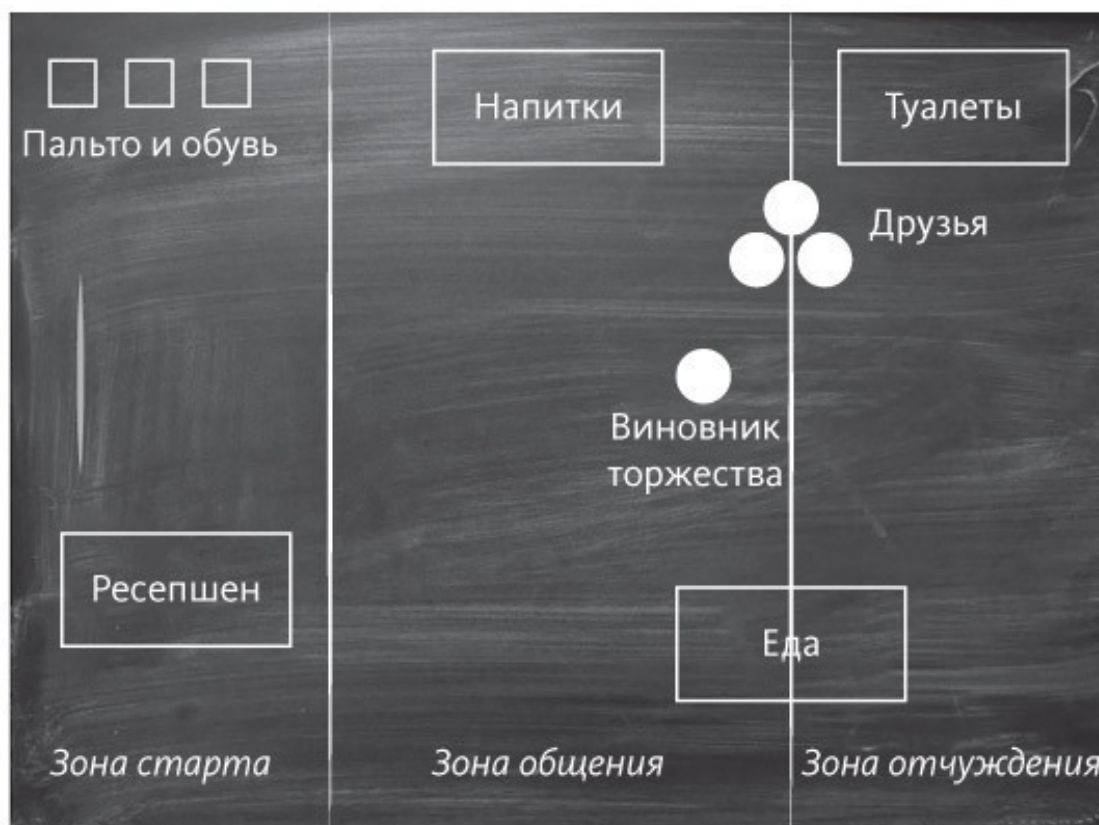 Напитки
Туалеты
Пальто и обувь
Друзья
Виновник
торжества
Ресепшен
Еда
Зона старта
Зона общения
Зона отчуждения